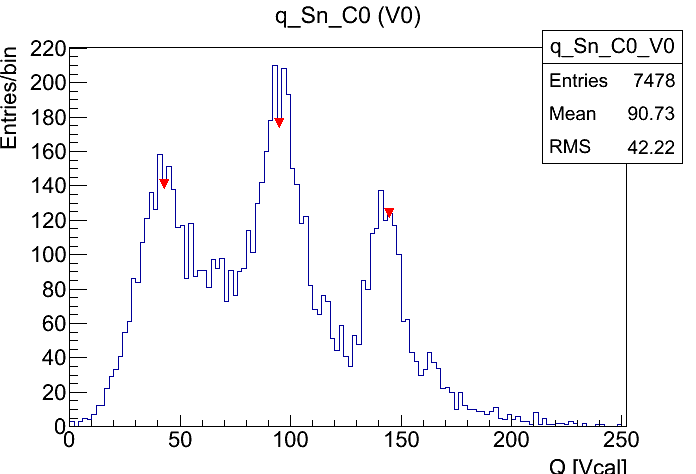 q_Sn_C0 (V0)
q_Sn_C0_V0
Entries 7478
Mean 90.73
RMS 42.22
Entries/bin
220
200
180
160
140
120
100
80
60
40
20
0
0 50 100 150 200 250
Q [Vcal]